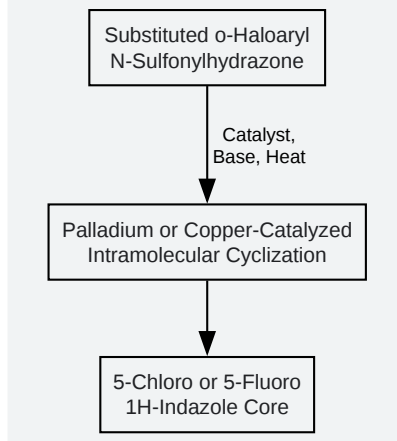 Substituted o-Haloaryl
N-Sulfonylhydrazone
Catalyst,
Base, Heat
Palladium or Copper-Catalyzed
Intramolecular Cyclization
5-Chloro or 5-Fluoro
1H-Indazole Core